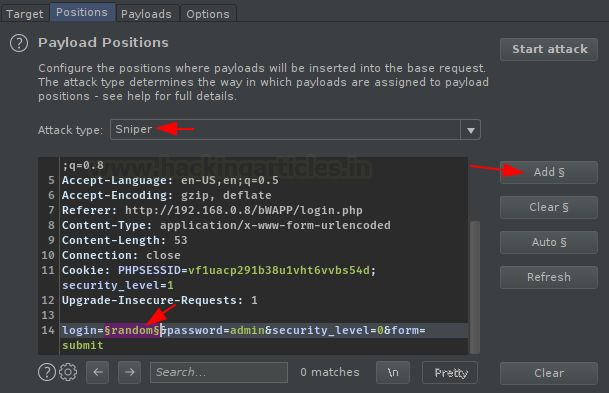 Target Positions Payloads Options
? Payload Positions Start attack
Configure the positions where payloads will be inserted into the base request.
The attack type determines the way in which payloads are assigned to payload
positions - see help for full details.
Attack type: Sniper
www.hackingarticles.in
;q=0.8
5 Accept-Language: en-US,en;q=0.5
6 Accept-Encoding: gzip, deflate
7 Referer: http://192.168.0.8/bWAPP/login.php
8 Content-Type: application/x-www-form-urlencoded
9 Content-Length: 53
10 Connection: close
11 Cookie: PHPSESSID=vf1uacp291b38u1vht6vvbs54d;
security_level=1
12 Upgrade-Insecure-Requests: 1
13
14 login=§random§&password=admin&security_level=0&form=
submit
Add §
Clear §
Auto §
Refresh
? Search... 0 matches \n Pretty Clear